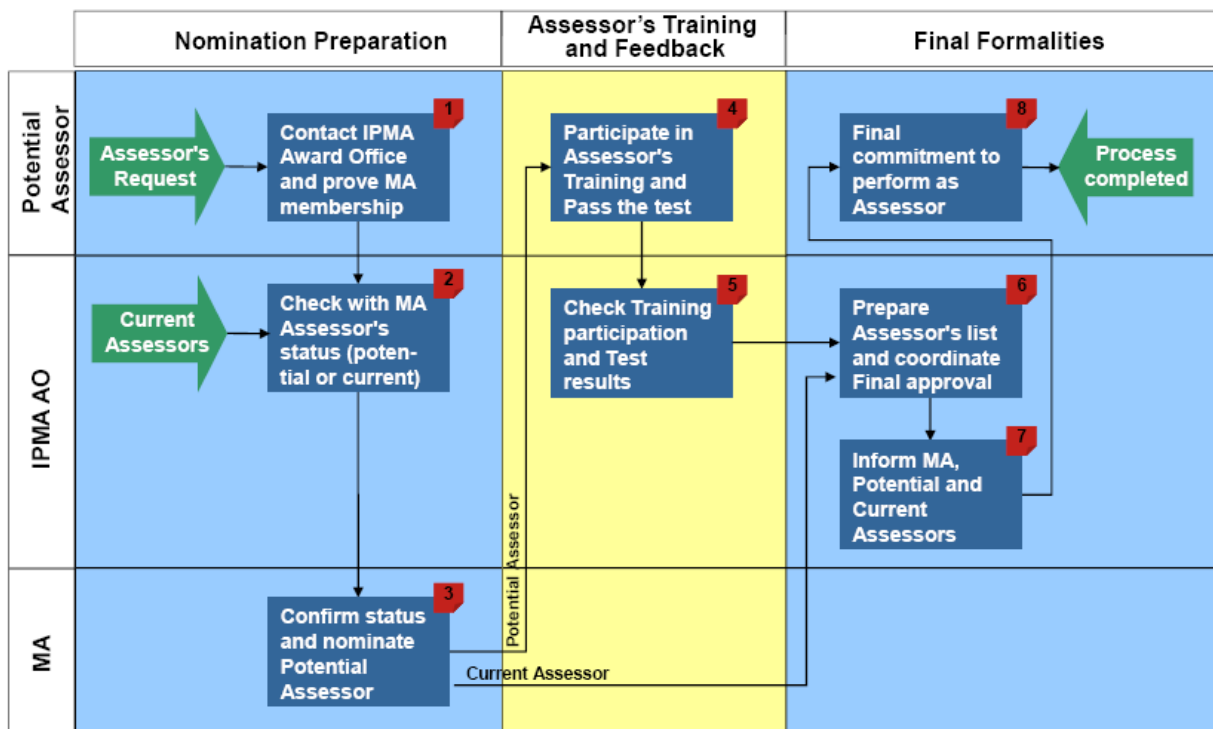 Nomination Preparation
Assessor’s Training
and Feedback
Final Formalities
Potential
Assessor
Assessor's
Request
1
Contact IPMA
Award Office
and prove MA
membership
4
Participate in
Assessor's
Training and
Pass the test
8
Final
commitment to
perform as
Assessor
Process
completed
IPMA AO
Current
Assessors
2
Check with MA
Assessor's
status (poten-
tial or current)
5
Check Training
participation
and Test
results
6
Prepare
Assessor's list
and coordinate
Final approval
7
Inform MA,
Potential and
Current
Assessors
MA
3
Confirm status
and nominate
Potential
Assessor
Potential Assessor
Current Assessor